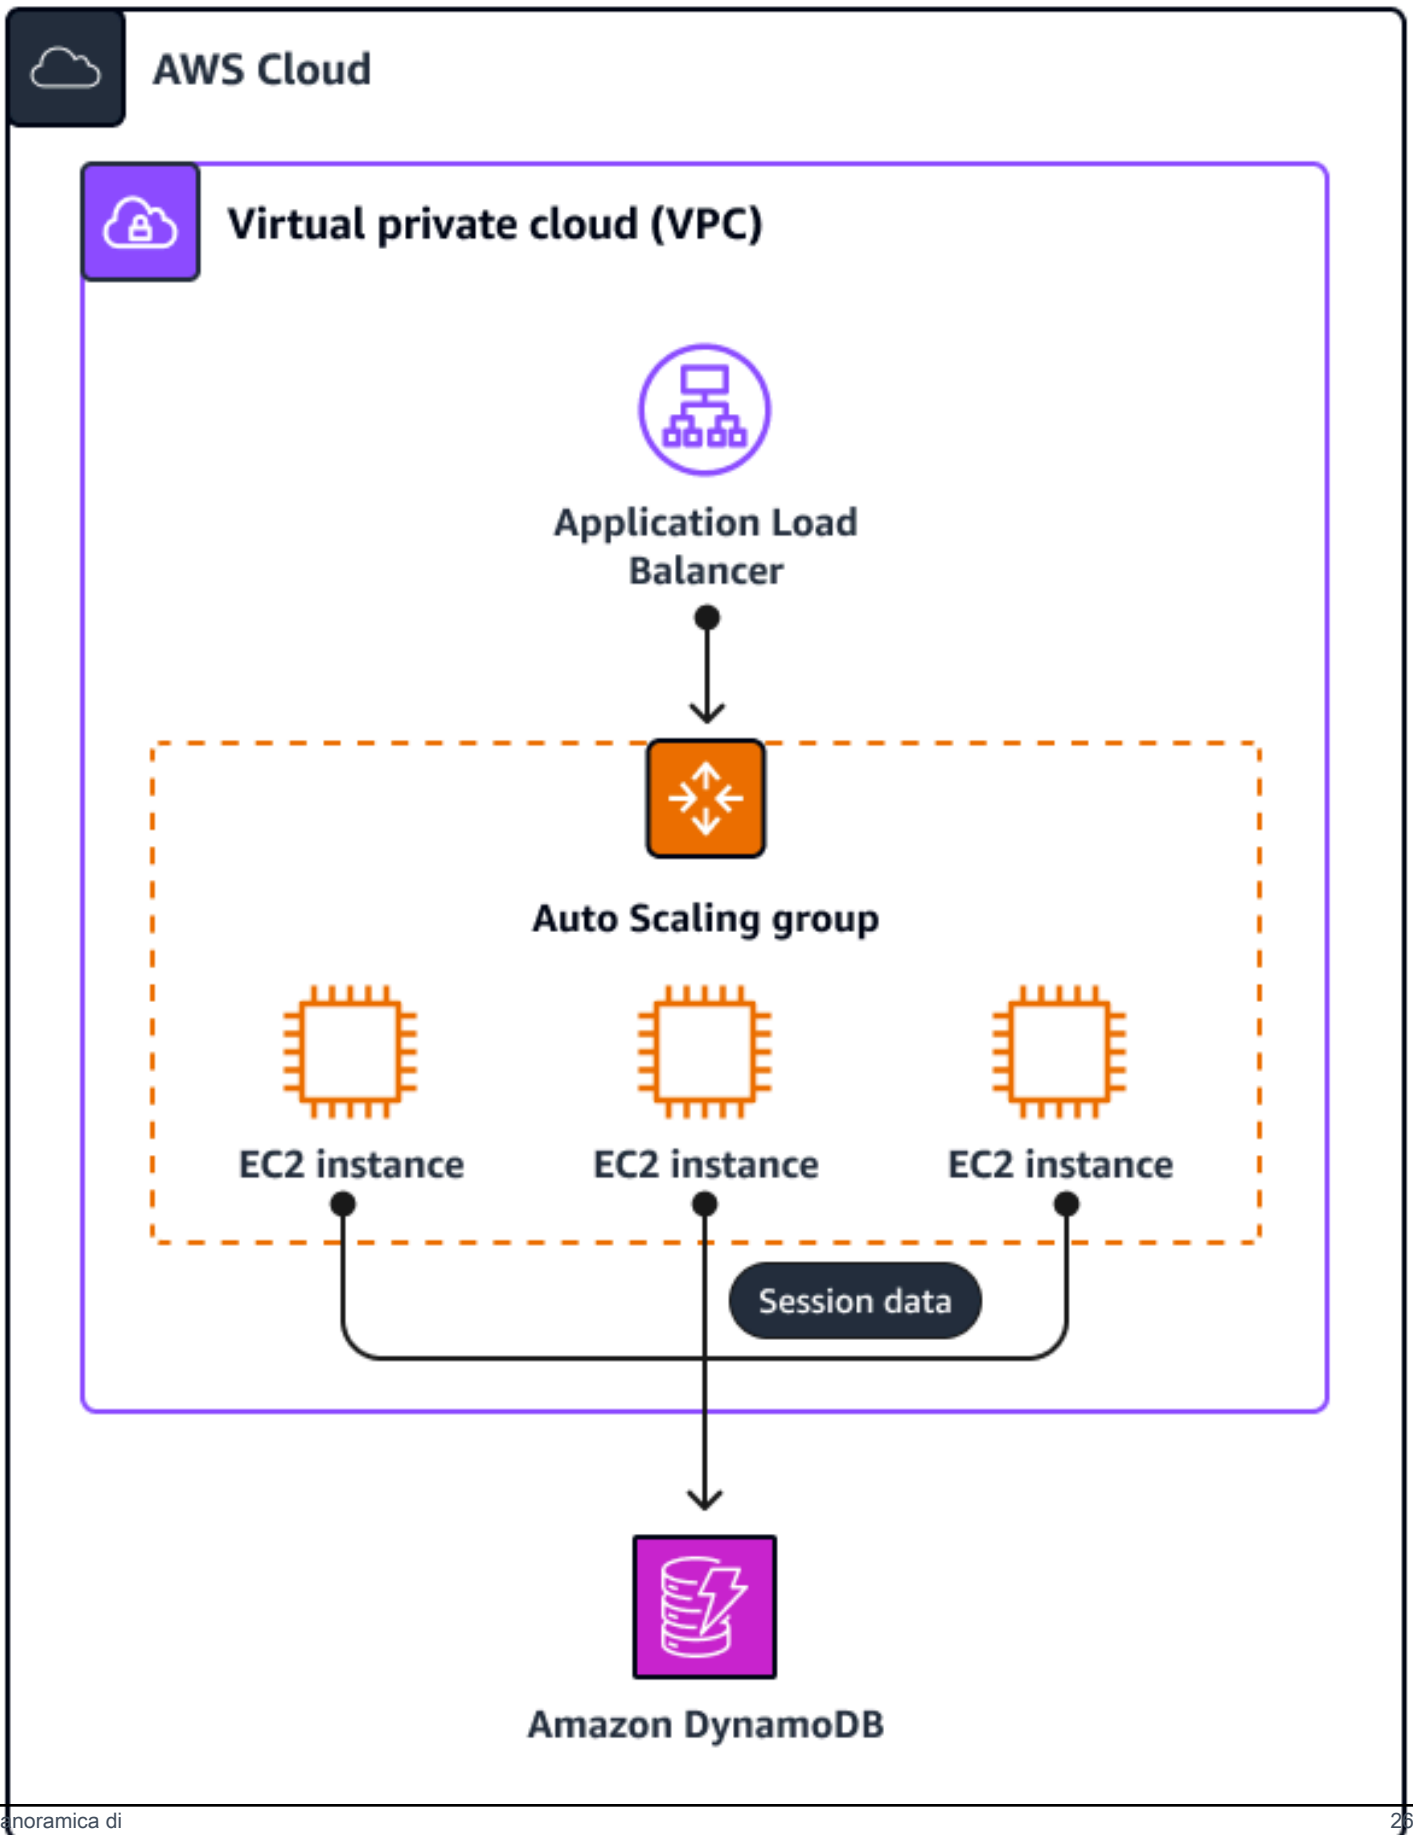 AWS Cloud
Virtual private cloud (VPC)
Application Load
Balancer
Auto Scaling group
EC2 instance EC2 instance EC2 instance
Session data
Amazon DynamoDB
anoramica di 26